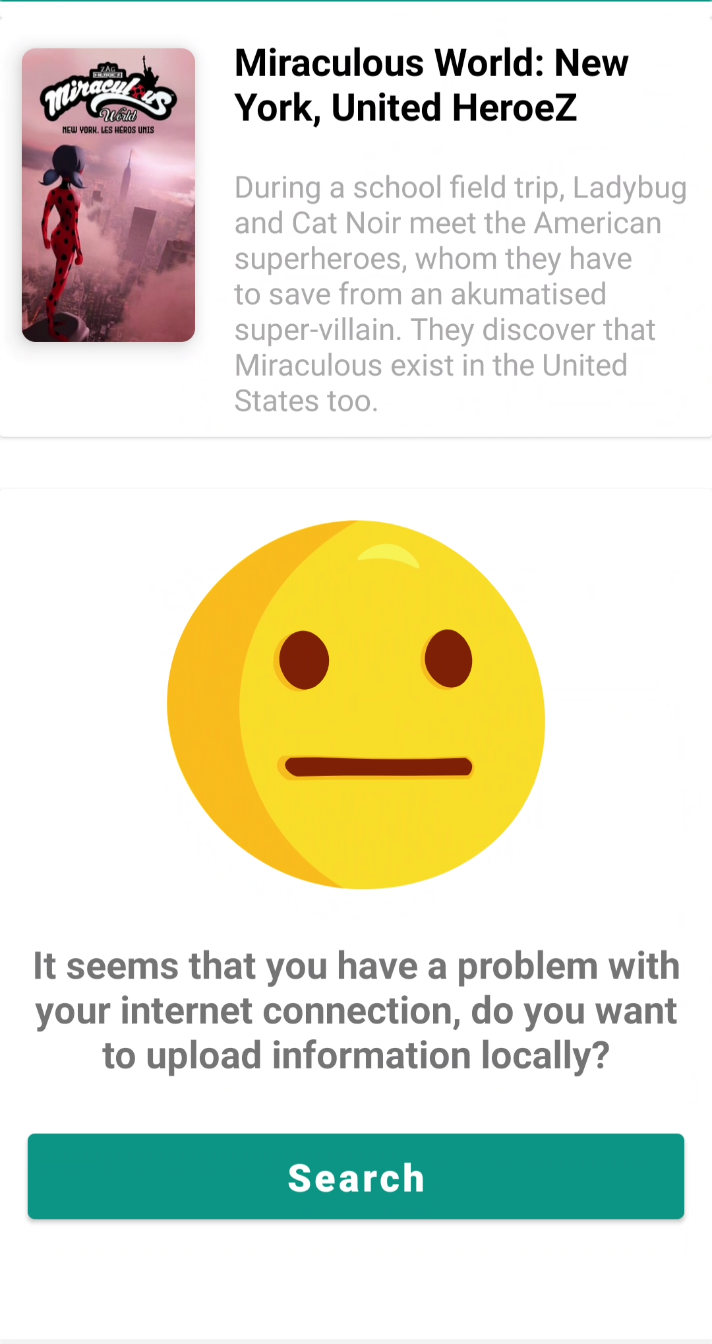 Miraculous World: New
York, United HeroeZ
ZAG
HEROEZ
Miraculous
World
NEW YORK, LES HÉROS UNIS
During a school field trip, Ladybug
and Cat Noir meet the American
superheroes, whom they have
to save from an akumatised
super-villain. They discover that
Miraculous exist in the United
States too.
It seems that you have a problem with
your internet connection, do you want
to upload information locally?
Search